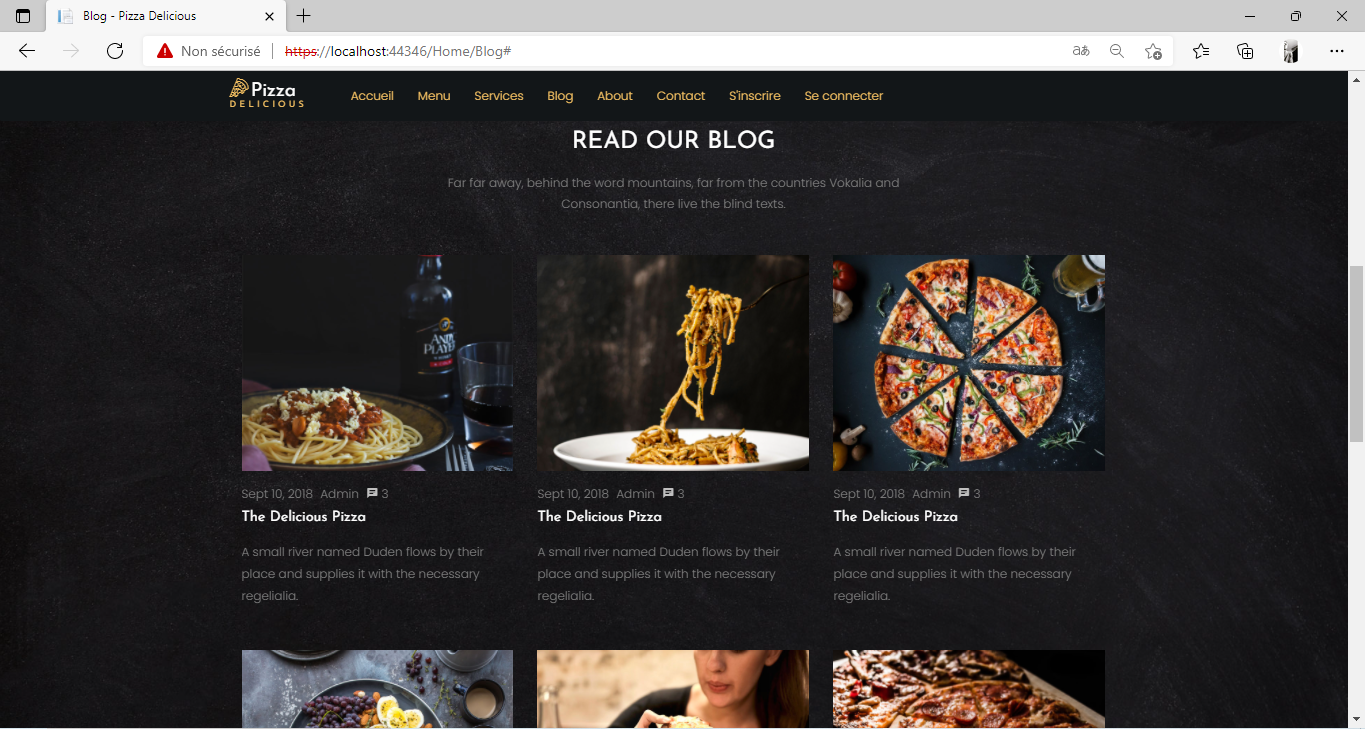 Blog - Pizza Delicious
Non sécurisé https://localhost:44346/Home/Blog#
aあ
Pizza
DELICIOUS
Accueil Menu Services Blog About Contact S'inscrire Se connecter
READ OUR BLOG
Far far away, behind the word mountains, far from the countries Vokalia and
Consonantia, there live the blind texts.
ANDY
PLAYER
Sept 10, 2018 Admin 3
The Delicious Pizza
A small river named Duden flows by their
place and supplies it with the necessary
regelialia.
Sept 10, 2018 Admin 3
The Delicious Pizza
A small river named Duden flows by their
place and supplies it with the necessary
regelialia.
Sept 10, 2018 Admin 3
The Delicious Pizza
A small river named Duden flows by their
place and supplies it with the necessary
regelialia.